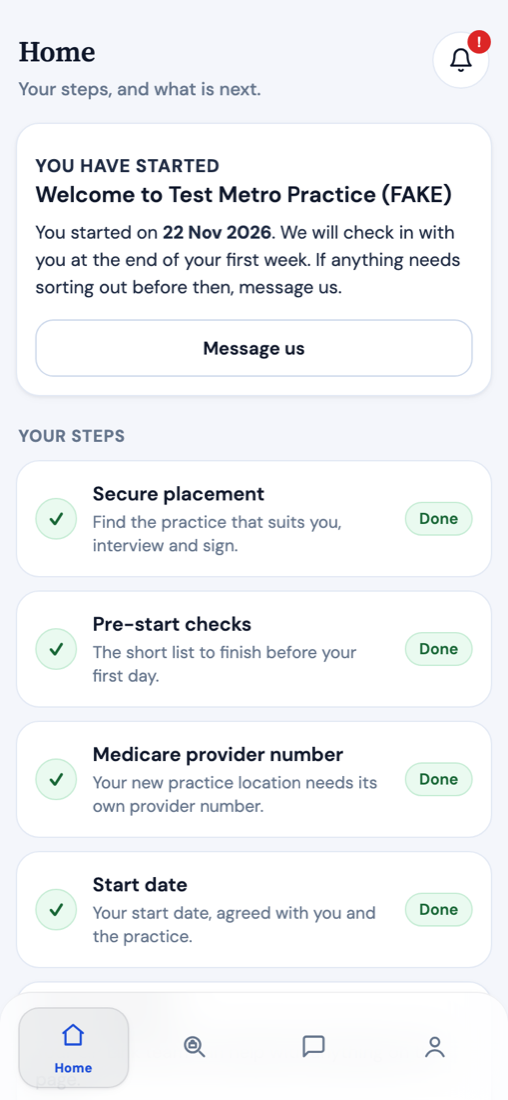 Home
!
Your steps, and what is next.
YOU HAVE STARTED
Welcome to Test Metro Practice (FAKE)
You started on 22 Nov 2026. We will check in with
you at the end of your first week. If anything needs
sorting out before then, message us.
Message us
YOUR STEPS
Secure placement
Find the practice that suits you,
interview and sign.
Done
Pre-start checks
The short list to finish before your
first day.
Done
Medicare provider number
Your new practice location needs its
own provider number.
Done
Start date
Your start date, agreed with you and
the practice.
Done
page.
Home